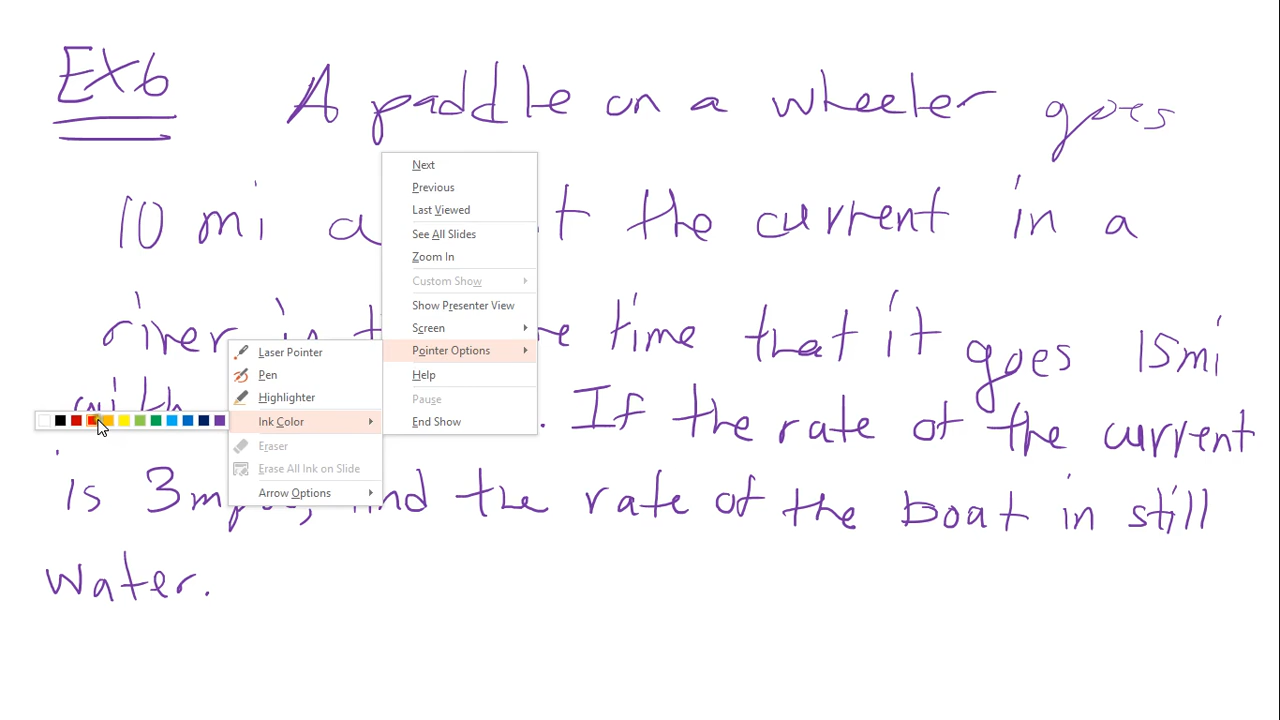 EX6 A paddle on a wheeler goes
10 mi a t the current in a
river in t e time that it goes 15mi
with . If the rate of the current
is 3mp , find the rate of the boat in still
water.
Next
Previous
Last Viewed
See All Slides
Zoom In
Custom Show
Show Presenter View
Screen
Pointer Options
Help
Pause
End Show
Laser Pointer
Pen
Highlighter
Ink Color
Eraser
Erase All Ink on Slide
Arrow Options